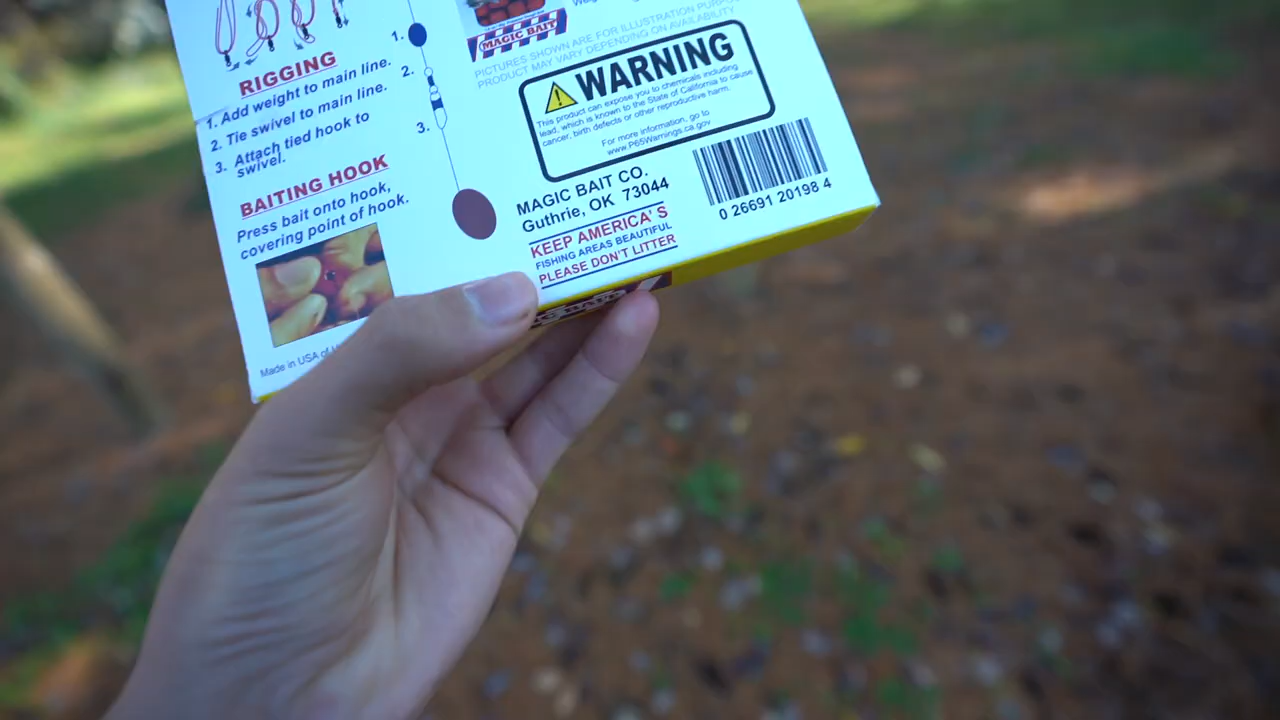 RIGGING
1. Add weight to main line.
2. Tie swivel to main line.
3. Attach tied hook to
swivel.
BAITING HOOK
Press bait onto hook,
covering point of hook.
Made in USA of
1.
2.
3.
MAGIC BAIT
PICTURES SHOWN ARE FOR ILLUSTRATION
PRODUCT MAY VARY DEPENDING ON AVAILABILITY
WARNING
This product can expose you to chemicals including
lead, which is known to the State of California to cause
cancer, birth defects or other reproductive harm.
For more information, go to
www.P65Warnings.ca.gov
MAGIC BAIT CO.
Guthrie, OK 73044
KEEP AMERICA'S
FISHING AREAS BEAUTIFUL
PLEASE DON'T LITTER
0 26691 20198 4